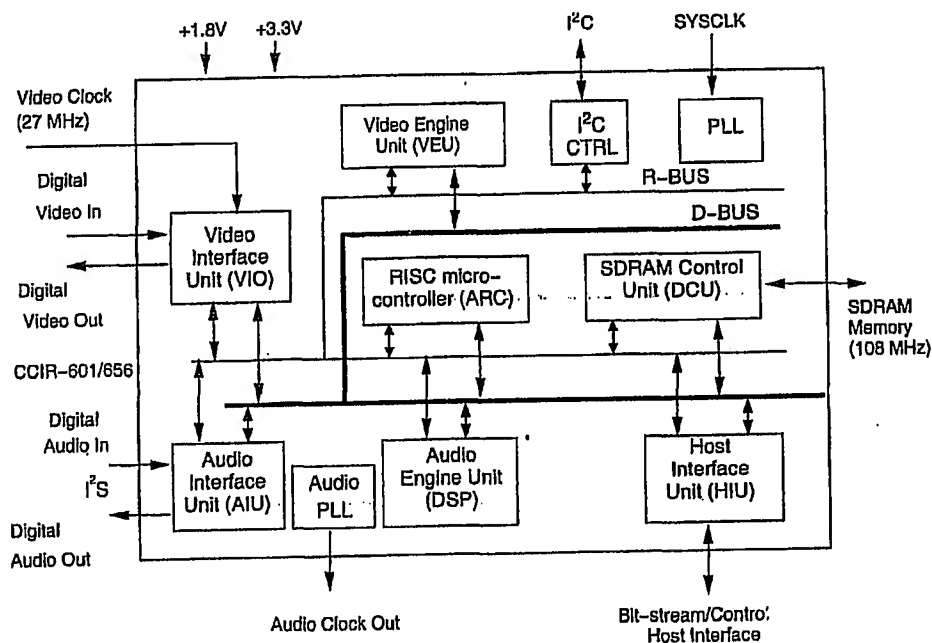 +1.8V
+3.3V
I²C
SYSCLK
Video Clock
(27 MHz)
Video Engine
Unit (VEU)
I²C
CTRL
PLL
R-BUS
Digital
Video In
D-BUS
Video
Interface
Unit (VIO)
RISC micro-
controller (ARC)
SDRAM Control
Unit (DCU)
Digital
Video Out
SDRAM
Memory
(108 MHz)
CCIR-601/656
Digital
Audio In
I²S
Audio
Interface
Unit (AIU)
Audio
PLL
Audio
Engine Unit
(DSP)
Host
Interface
Unit (HIU)
Digital
Audio Out
Audio Clock Out
Bit-stream/Control
Host Interface